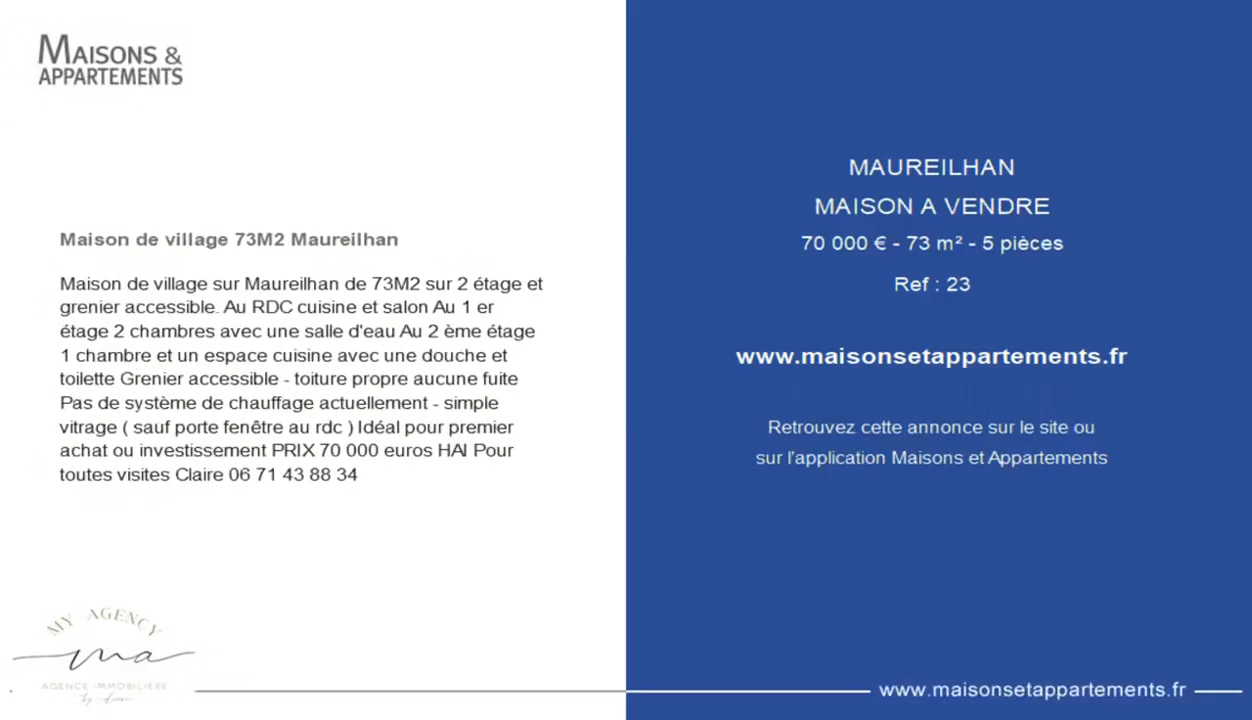 MAISONS &
APPARTEMENTS
Maison de village 73M2 Maureilhan
Maison de village sur Maureilhan de 73M2 sur 2 étage et
grenier accessible. Au RDC cuisine et salon Au 1 er
étage 2 chambres avec une salle d'eau Au 2 ème étage
1 chambre et un espace cuisine avec une douche et
toilette Grenier accessible - toiture propre aucune fuite
Pas de système de chauffage actuellement - simple
vitrage ( sauf porte fenêtre au rdc ) Idéal pour premier
achat ou investissement PRIX 70 000 euros HAI Pour
toutes visites Claire 06 71 43 88 34
MY AGENCY
ma
AGENCE IMMOBILIERE
by
MAUREILHAN
MAISON A VENDRE
70 000 € - 73 m² - 5 pièces
Ref : 23
www.maisonsetappartements.fr
Retrouvez cette annonce sur le site ou
sur l'application Maisons et Appartements
www.maisonsetappartements.fr